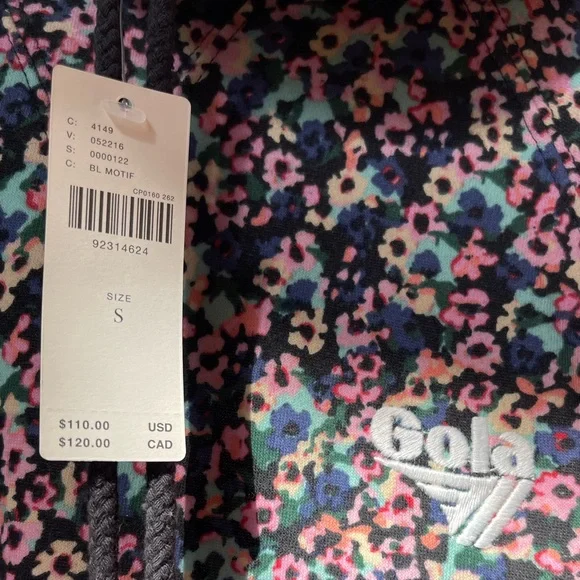 C: 4149
V: 052216
S: 0000122
C: BL MOTIF
CP0160 262
92314624
SIZE
S
$110.00 USD
$120.00 CAD
Gola